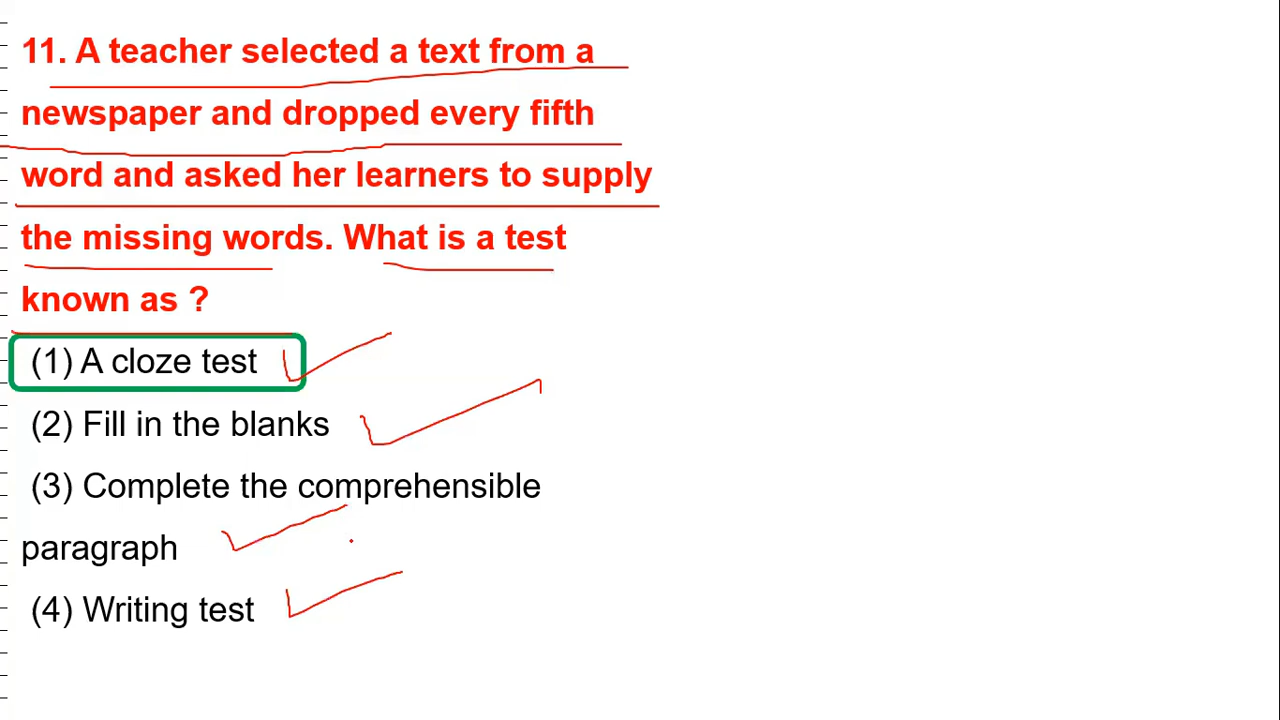 11. A teacher selected a text from a
newspaper and dropped every fifth
word and asked her learners to supply
the missing words. What is a test
known as ?
(1) A cloze test
(2) Fill in the blanks
(3) Complete the comprehensible
paragraph
(4) Writing test